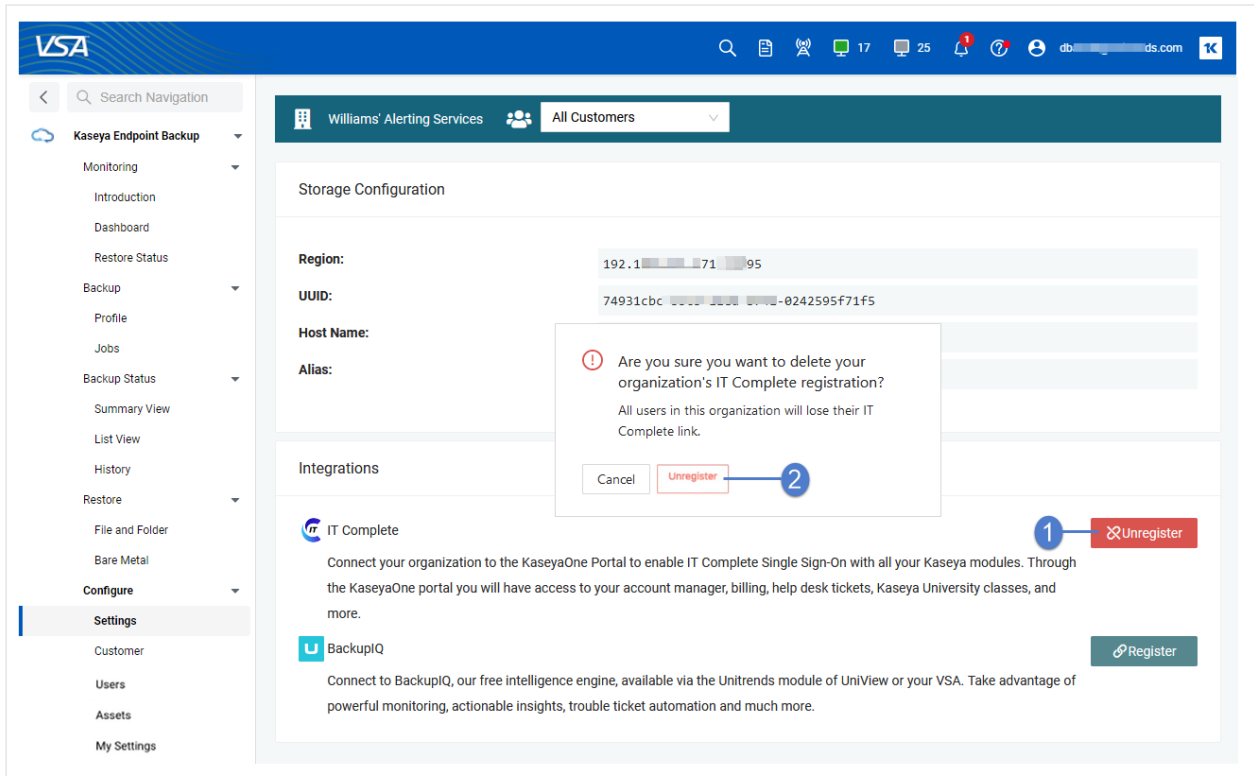 VSA
17
25
1
db ds.com
K
Search Navigation
Kaseya Endpoint Backup
Monitoring
Introduction
Dashboard
Restore Status
Backup
Profile
Jobs
Backup Status
Summary View
List View
History
Restore
File and Folder
Bare Metal
Configure
Settings
Customer
Users
Assets
My Settings
Williams' Alerting Services
All Customers
Storage Configuration
Region:
192.1 71 95
UUID:
74931cbc -0242595f71f5
Host Name:
Alias:
Are you sure you want to delete your
organization's IT Complete registration?
All users in this organization will lose their IT
Complete link.
Cancel
Unregister
2
Integrations
IT
IT Complete
1
Unregister
Connect your organization to the KaseyaOne Portal to enable IT Complete Single Sign-On with all your Kaseya modules. Through
the KaseyaOne portal you will have access to your account manager, billing, help desk tickets, Kaseya University classes, and
more.
U
BackupIQ
Register
Connect to BackupIQ, our free intelligence engine, available via the Unitrends module of UniView or your VSA. Take advantage of
powerful monitoring, actionable insights, trouble ticket automation and much more.